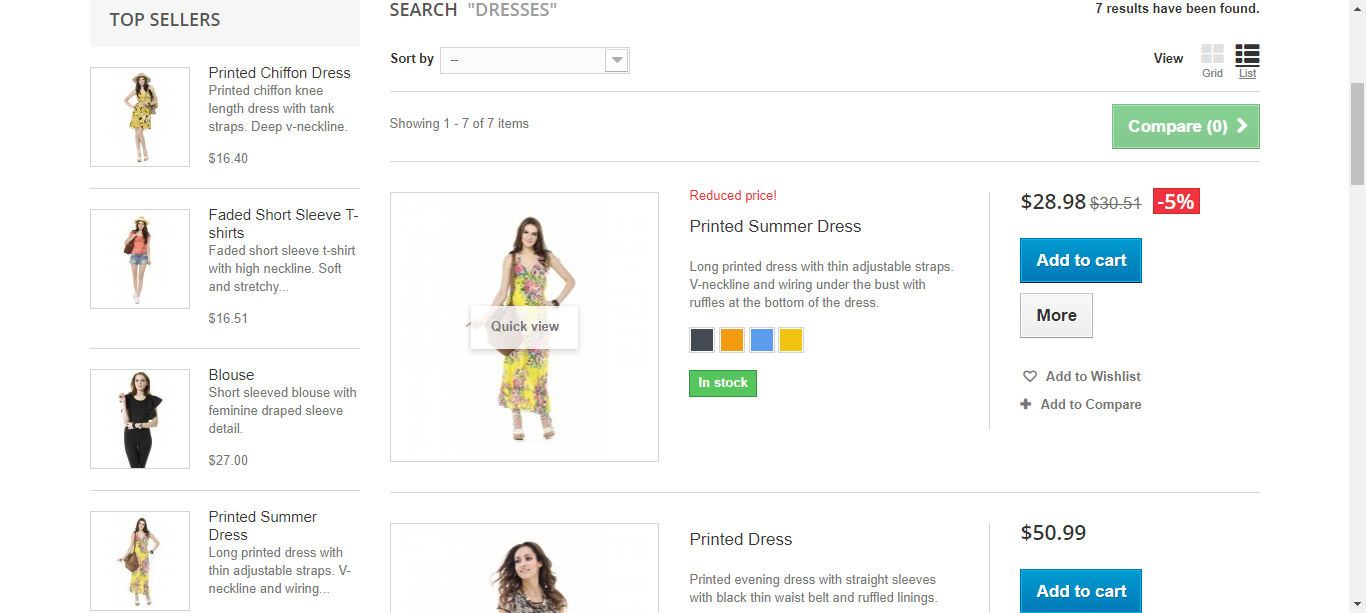 TOP SELLERS
Printed Chiffon Dress
Printed chiffon knee
length dress with tank
straps. Deep v-neckline.
$16.40
Faded Short Sleeve T-
shirts
Faded short sleeve t-shirt
with high neckline. Soft
and stretchy...
$16.51
Blouse
Short sleeved blouse with
feminine draped sleeve
detail.
$27.00
Printed Summer
Dress
Long printed dress with
thin adjustable straps. V-
neckline and wiring...
SEARCH "DRESSES"
7 results have been found.
Sort by --
View
Grid
List
Showing 1 - 7 of 7 items
Compare (0)
Quick view
Reduced price!
Printed Summer Dress
Long printed dress with thin adjustable straps.
V-neckline and wiring under the bust with
ruffles at the bottom of the dress.
In stock
$28.98 $30.51 -5%
Add to cart
More
Add to Wishlist
Add to Compare
Printed Dress
Printed evening dress with straight sleeves
with black thin waist belt and ruffled linings.
$50.99
Add to cart